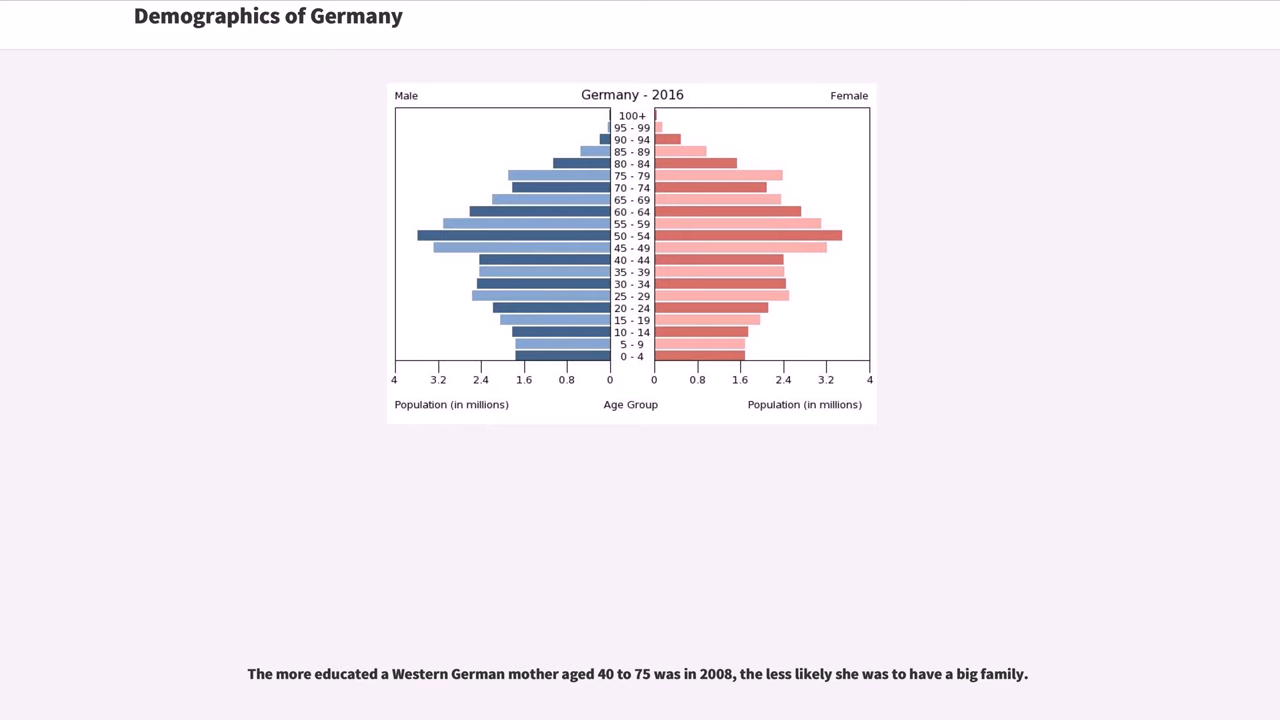 Demographics of Germany
Male Germany - 2016 Female
100+
95 - 99
90 - 94
85 - 89
80 - 84
75 - 79
70 - 74
65 - 69
60 - 64
55 - 59
50 - 54
45 - 49
40 - 44
35 - 39
30 - 34
25 - 29
20 - 24
15 - 19
10 - 14
5 - 9
0 - 4
4 3.2 2.4 1.6 0.8 0 0 0.8 1.6 2.4 3.2 4
Population (in millions) Age Group Population (in millions)
The more educated a Western German mother aged 40 to 75 was in 2008, the less likely she was to have a big family.